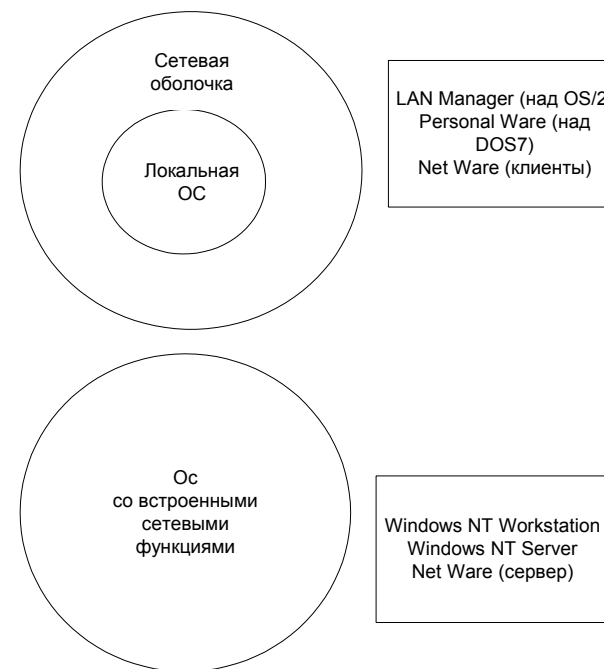 Сетевая
оболочка
Локальная
ОС
LAN Manager (над OS/2
Personal Ware (над
DOS7)
Net Ware (клиенты)
Ос
со встроенными
сетевыми
функциями
Windows NT Workstation
Windows NT Server
Net Ware (сервер)